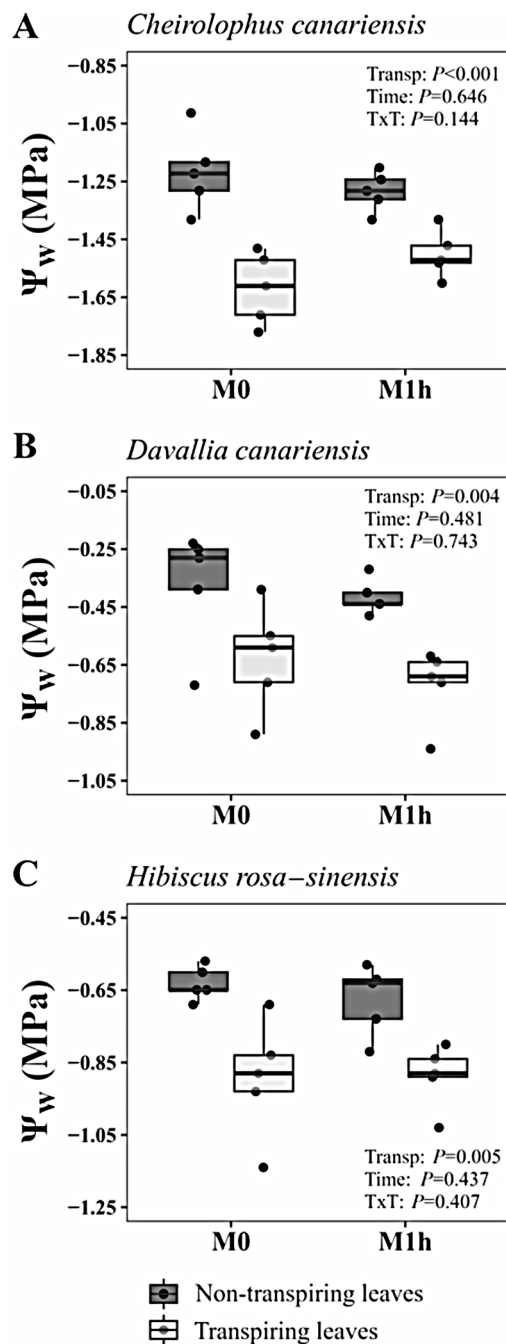 A Cheirolophus canariensis
Transp: P<0.001
Time: P=0.646
TxT: P=0.144
−0.85
−1.05
−1.25
−1.45
−1.65
−1.85
Ψw (MPa)
M0 M1h
B Davallia canariensis
Transp: P=0.004
Time: P=0.481
TxT: P=0.743
−0.05
−0.25
−0.45
−0.65
−0.85
−1.05
Ψw (MPa)
M0 M1h
C Hibiscus rosa−sinensis
−0.45
−0.65
−0.85
−1.05
−1.25
Ψw (MPa)
Transp: P=0.005
Time: P=0.437
TxT: P=0.407
M0 M1h
Non-transpiring leaves
Transpiring leaves